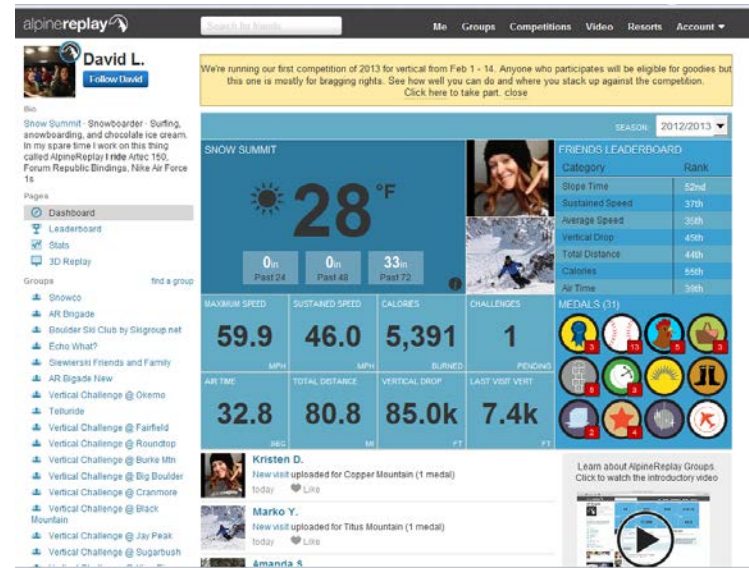 alpinereplay
Search for friends
Me Groups Competitions Video Resorts Account
David L.
Follow David
We're running our first competition of 2013 for vertical from Feb 1 - 14. Anyone who participates will be eligible for goodies but
this one is mostly for bragging rights. See how well you can do and where you stack up against the competition.
Click here to take part. close
Bio
Snow Summit · Snowboarder · Surfing,
snowboarding, and chocolate ice cream.
In my spare time I work on this thing
called AlpineReplay I ride Artec 150,
Forum Republic Bindings, Nike Air Force
1s
Pages
Dashboard
Leaderboard
Stats
3D Replay
Groups find a group
Snowco
AR Brigade
Boulder Ski Club by Skigroup.net
Echo What?
Siewierski Friends and Family
AR Bigade New
Vertical Challenge @ Okemo
Telluride
Vertical Challenge @ Fairfield
Vertical Challenge @ Roundtop
Vertical Challenge @ Burke Mtn
Vertical Challenge @ Big Boulder
Vertical Challenge @ Cranmore
Vertical Challenge @ Black
Mountain
Vertical Challenge @ Jay Peak
Vertical Challenge @ Sugarbush
SEASON: 2012/2013
SNOW SUMMIT
28 °F
0in 0in 33in
Past 24 Past 48 Past 72
FRIENDS LEADERBOARD
Category Rank
Slope Time 52nd
Sustained Speed 37th
Average Speed 35th
Vertical Drop 45th
Total Distance 44th
Calories 55th
Air Time 39th
MAXIMUM SPEED SUSTAINED SPEED CALORIES CHALLENGES
59.9 46.0 5,391 1
MPH MPH BURNED PENDING
AIR TIME TOTAL DISTANCE VERTICAL DROP LAST VISIT VERT
32.8 80.8 85.0k 7.4k
SEC MI FT FT
MEDALS (31)
3 13 5 3
8 3
2 4
Kristen D.
New visit uploaded for Copper Mountain (1 medal)
today Like
Marko Y.
New visit uploaded for Titus Mountain (1 medal)
today Like
Amanda S.
Learn about AlpineReplay Groups.
Click to watch the introductory video